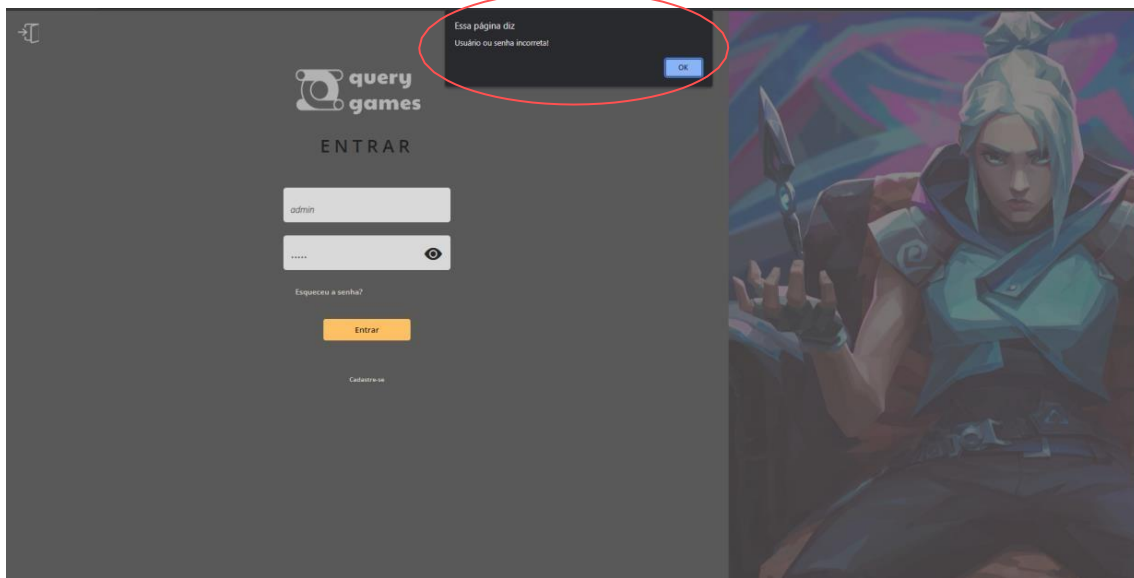 Essa página diz
Usuário ou senha incorreta!
OK
query
games
ENTRAR
admin
.....
Esqueceu a senha?
Entrar
Cadastre-se